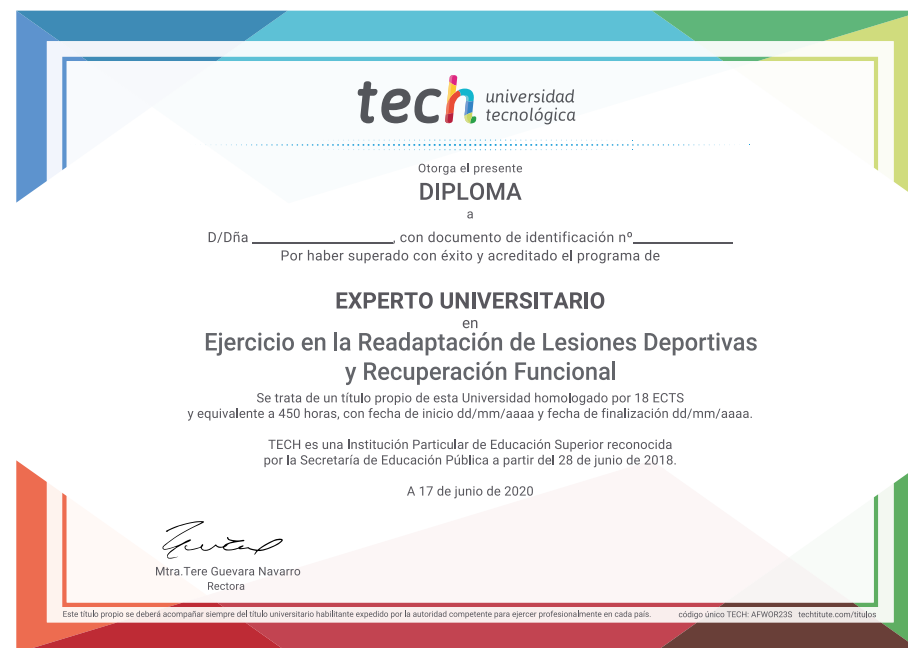 tech universidad
tecnológica
Otorga el presente
DIPLOMA
a
D/Dña ____________________, con documento de identificación nº______________
Por haber superado con éxito y acreditado el programa de
EXPERTO UNIVERSITARIO
en
Ejercicio en la Readaptación de Lesiones Deportivas
y Recuperación Funcional
Se trata de un título propio de esta Universidad homologado por 18 ECTS
y equivalente a 450 horas, con fecha de inicio dd/mm/aaaa y fecha de finalización dd/mm/aaaa.
TECH es una Institución Particular de Educación Superior reconocida
por la Secretaría de Educación Pública a partir del 28 de junio de 2018.
A 17 de junio de 2020
Mtra.Tere Guevara Navarro
Rectora
Este título propio se deberá acompañar siempre del título universitario habilitante expedido por la autoridad competente para ejercer profesionalmente en cada país. código único TECH: AFWOR23S techtitute.com/titulos